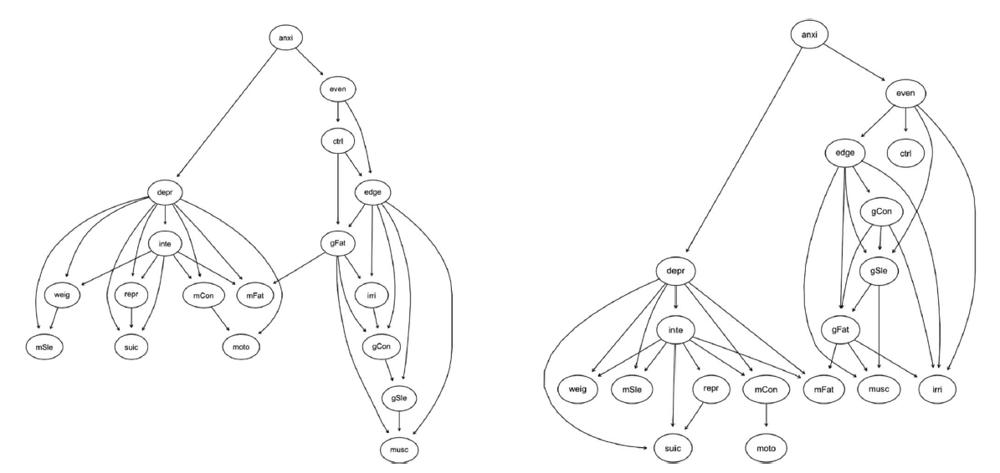 anxi
even
ctrl
depr
edge
inte
gFat
weig
repr
mCon
mFat
irri
mSle
suic
moto
gCon
gSle
musc
anxi
even
edge
ctrl
gCon
depr
gSle
inte
gFat
weig
mSle
repr
mCon
mFat
musc
irri
suic
moto